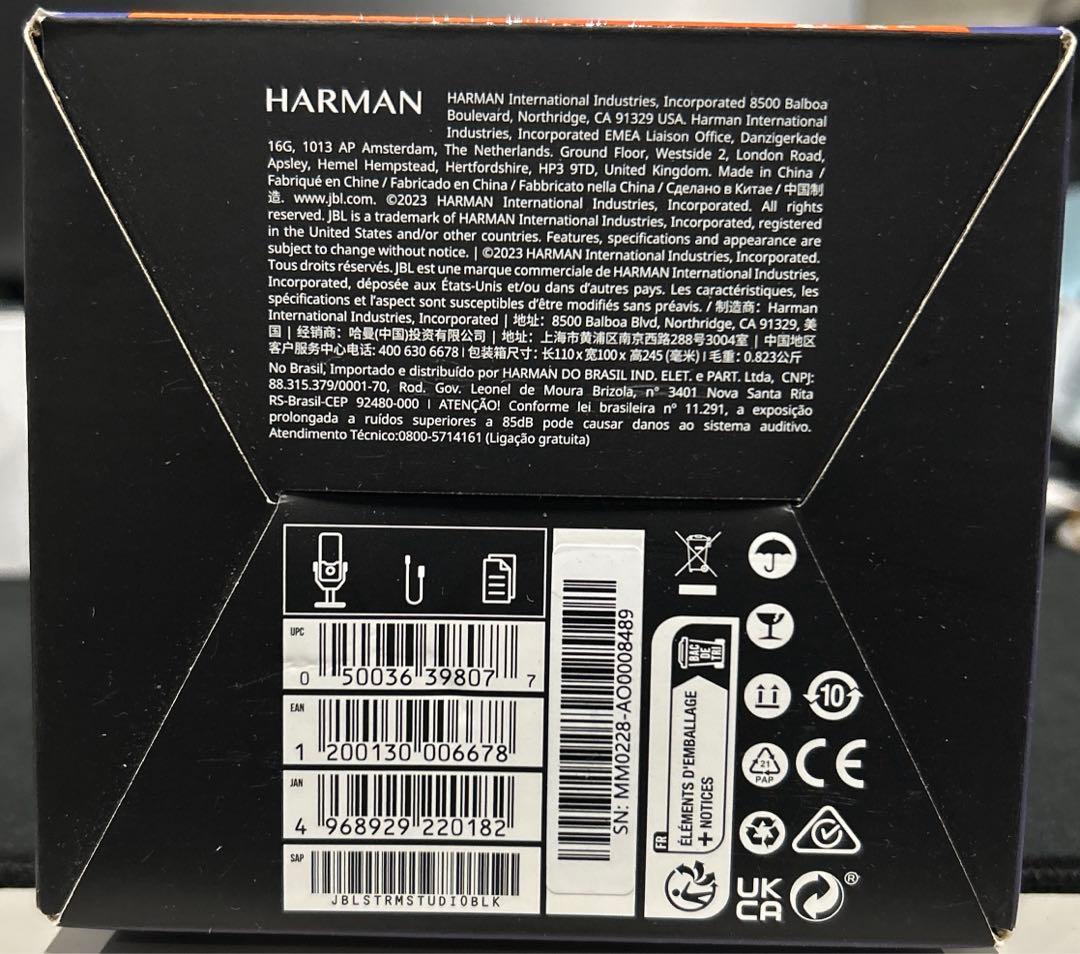 HARMAN
HARMAN International Industries, Incorporated 8500 Balboa
Boulevard, Northridge, CA 91329 USA. Harman International
Industries, Incorporated EMEA Liaison Office, Danzigerkade
16G, 1013 AP Amsterdam, The Netherlands. Ground Floor, Westside 2, London Road,
Apsley, Hemel Hempstead, Hertfordshire, HP3 9TD, United Kingdom. Made in China /
Fabriqué en Chine / Fabricado en China / Fabbricato nella China / Сделано в Китае / 中国制
造. www.jbl.com. ©2023 HARMAN International Industries, Incorporated. All rights
reserved. JBL is a trademark of HARMAN International Industries, Incorporated, registered
in the United States and/or other countries. Features, specifications and appearance are
subject to change without notice. | ©2023 HARMAN International Industries, Incorporated.
Tous droits réservés. JBL est une marque commerciale de HARMAN International Industries,
Incorporated, déposée aux États-Unis et/ou dans d'autres pays. Les caractéristiques, les
spécifications et l'aspect sont susceptibles d'être modifiés sans préavis. / 制造商: Harman
International Industries, Incorporated | 地址: 8500 Balboa Blvd, Northridge, CA 91329, 美
国 | 经销商: 哈曼(中国)投资有限公司 | 地址: 上海市黄浦区南京西路288号3004室 | 中国地区
客户服务中心电话: 400 630 6678 | 包装箱尺寸: 长110 x 宽100 x 高245 (毫米) | 毛重: 0.823公斤
No Brasil, Importado e distribuído por HARMAN DO BRASIL IND. ELET. e PART. Ltda, CNPJ:
88.315.379/0001-70, Rod. Gov. Leonel de Moura Brizola, n° 3401 Nova Santa Rita
RS-Brasil-CEP 92480-000 | ATENÇÃO! Conforme lei brasileira n° 11.291, a exposição
prolongada a ruídos superiores a 85dB pode causar danos ao sistema auditivo.
Atendimento Técnico:0800-5714161 (Ligação gratuita)
UPC
0 50036 39807 7
EAN
1 200130 006678
JAN
4 968929 220182
SAP
JBLSTRMSTUDIOBLK
SN: MM0228-AO0008489
BAC DE TRI
ÉLÉMENTS D'EMBALLAGE
+ NOTICES
FR
10
21
PAP
CE
UK
CA
®